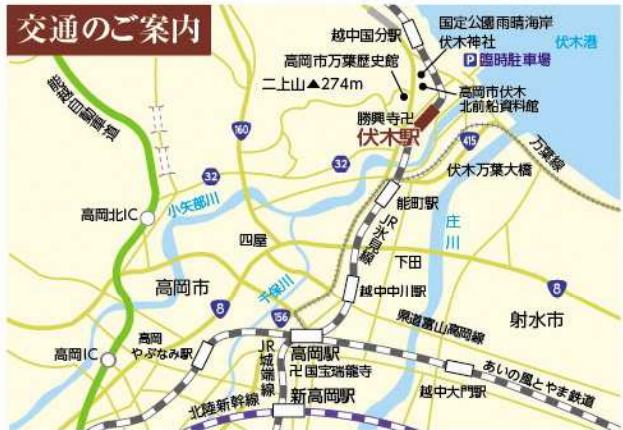 交通のご案内
越中国分駅
国定公園雨晴海岸
伏木神社
伏木港
高岡市万葉歴史館
P臨時駐車場
二上山▲274m
高岡市伏木
北前船資料館
勝興寺卍
伏木駅
能越自動車道
160
415
万葉線
32
32
伏木万葉大橋
小矢部川
能町駅
高岡北IC
JR氷見線
庄川
四屋
下田
高岡市
千保川
越中中川駅
8
8
156
県道富山高岡線
射水市
高岡
やぶなみ駅
高岡IC
JR城端線
高岡駅
卍国宝瑞龍寺
あいの風とやま鉄道
越中大門駅
新高岡駅
北陸新幹線